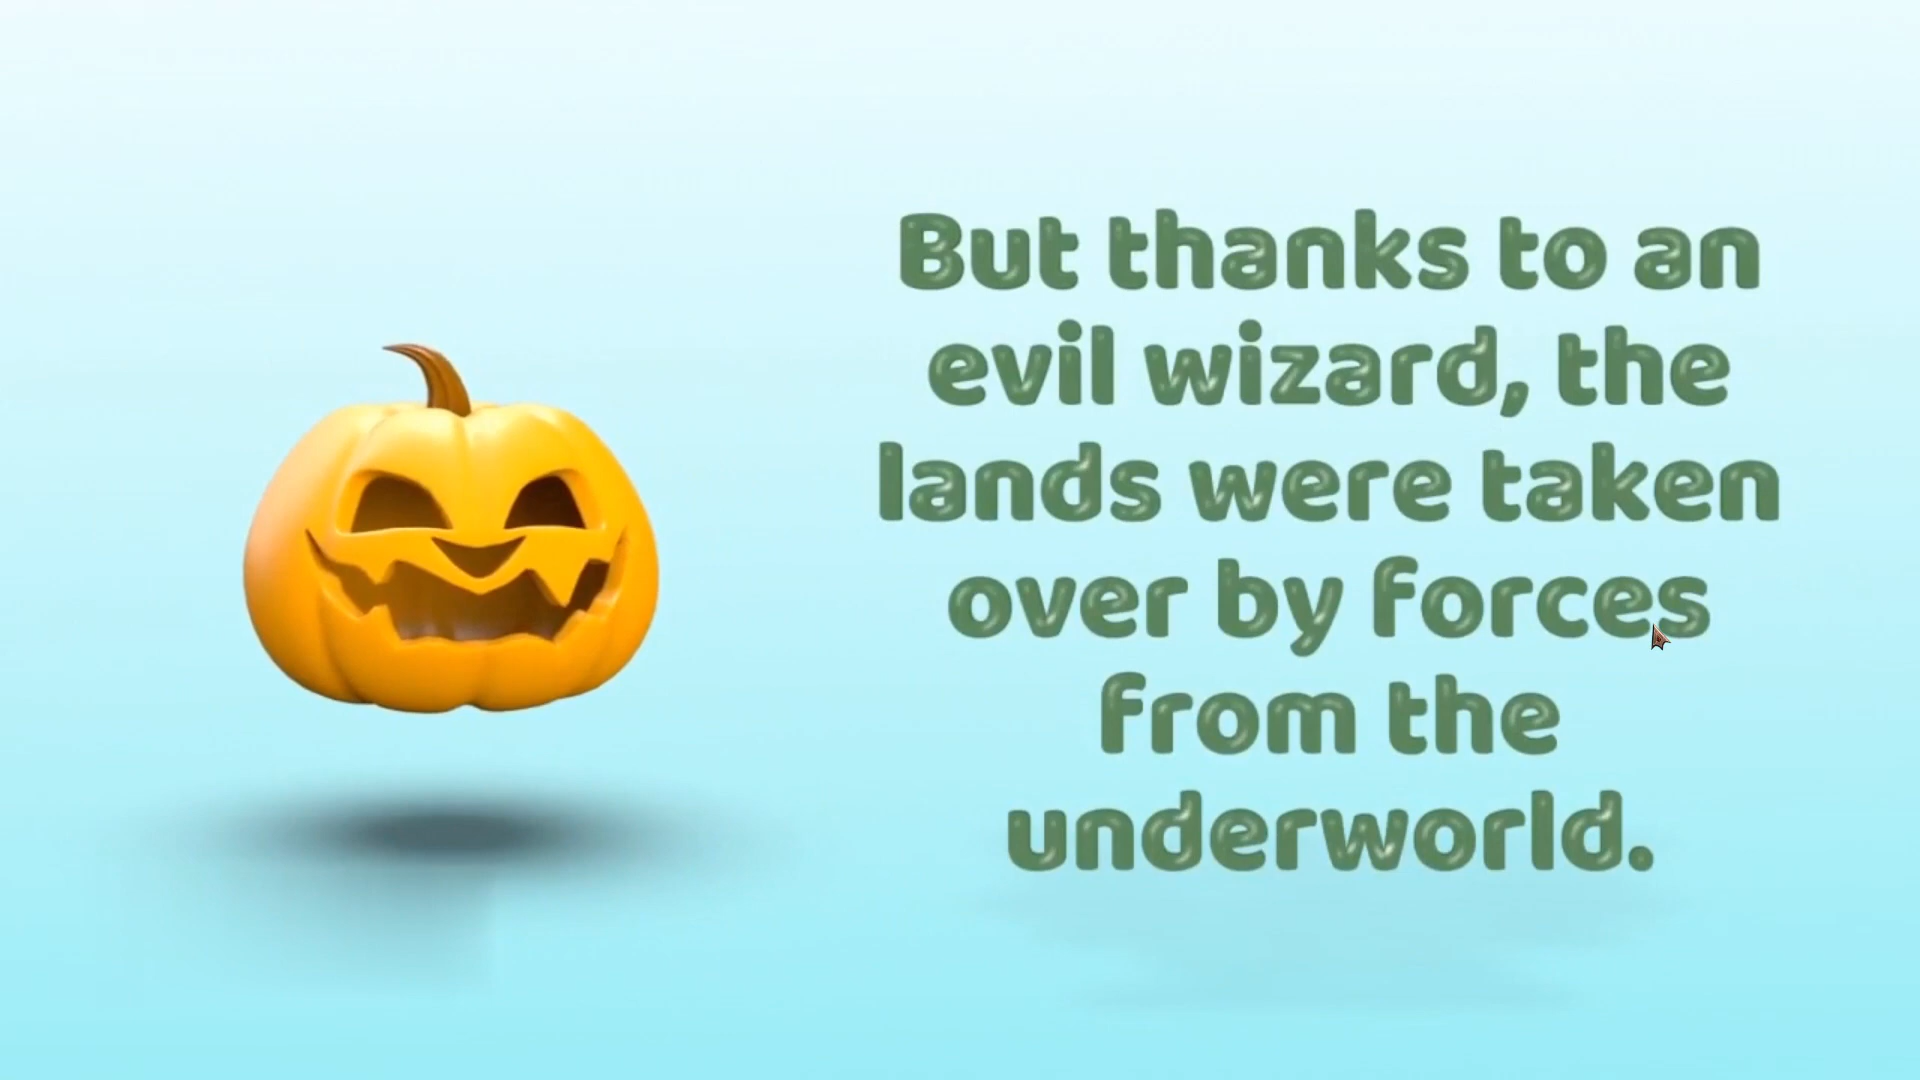 But thanks to an
evil wizard, the
lands were taken
over by forces
from the
underworld.